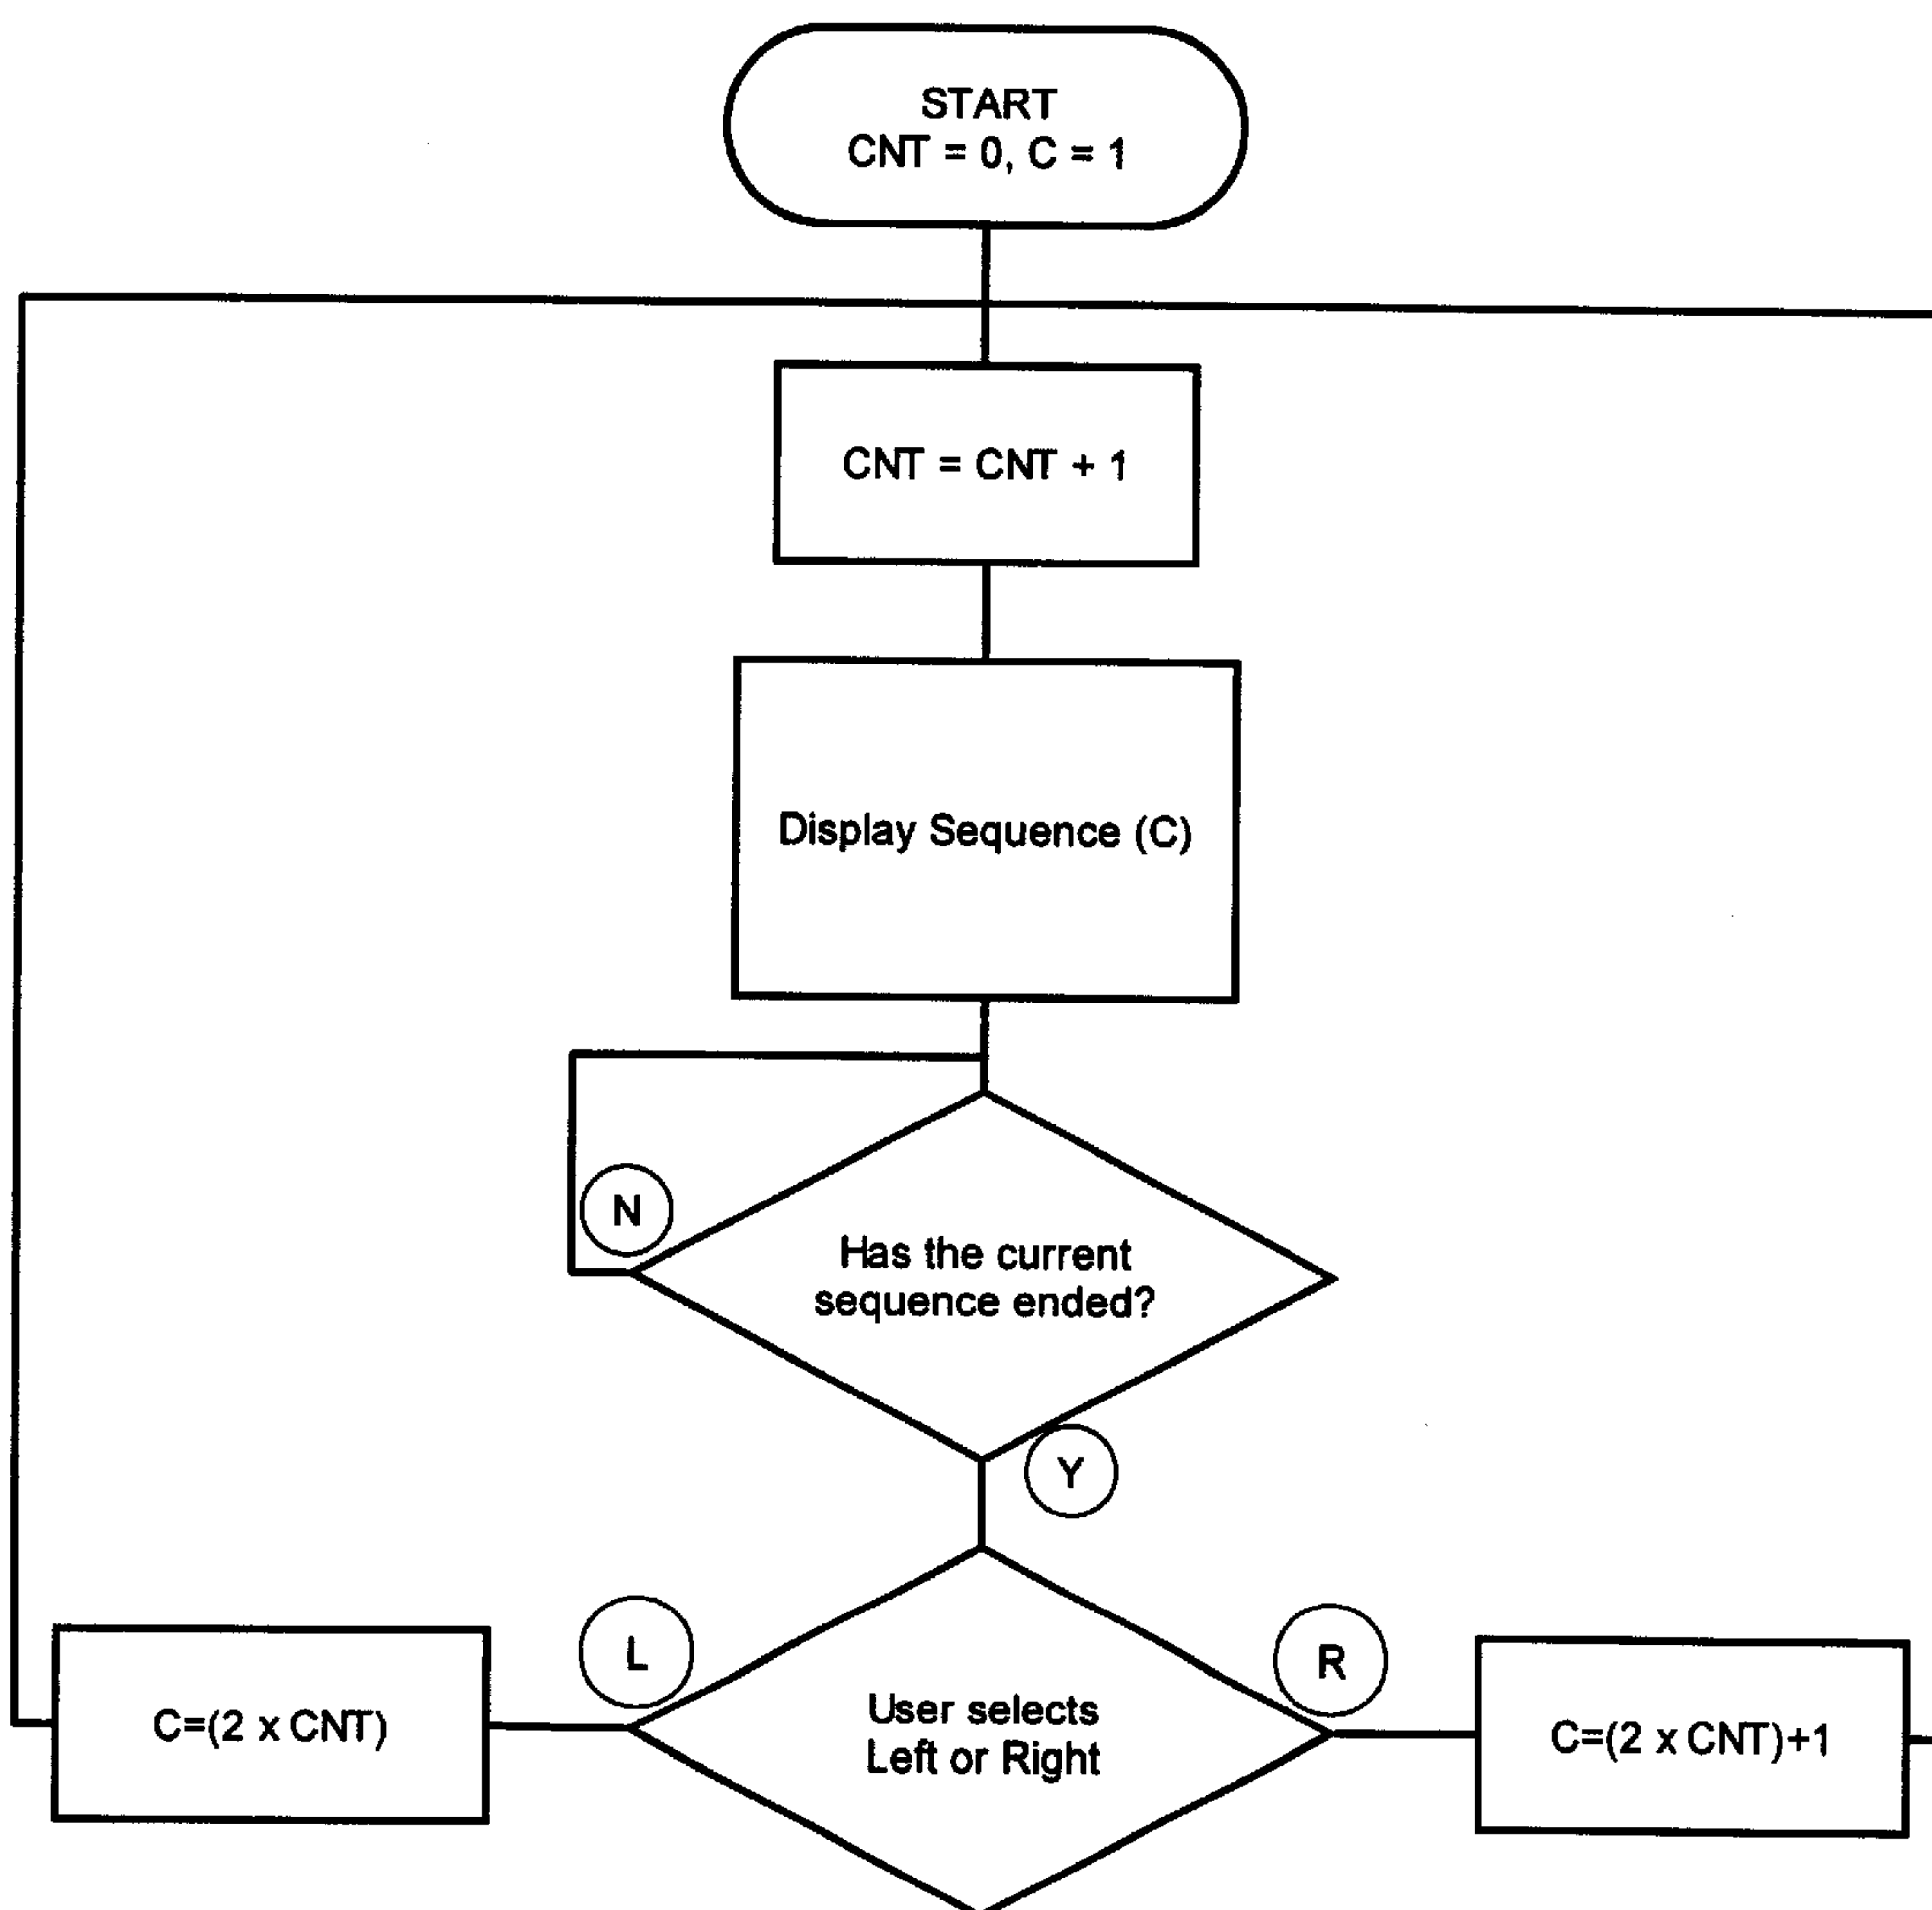 START
CNT = 0, C = 1
CNT = CNT + 1
Display Sequence (C)
N
Has the current
sequence ended?
Y
L
R
C=(2 x CNT)
User selects
Left or Right
C=(2 x CNT)+1